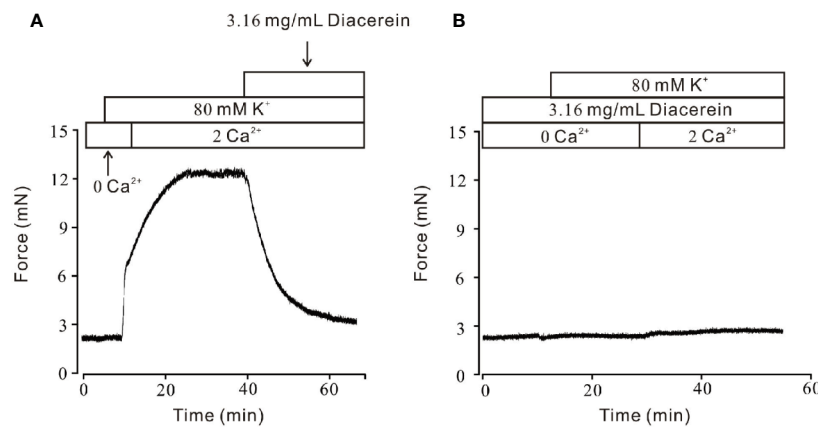 A
3.16 mg/mL Diacerein
80 mM K⁺
2 Ca²⁺
0 Ca²⁺
15
12
9
6
3
0
Force (mN)
0 20 40 60
Time (min)
B
80 mM K⁺
3.16 mg/mL Diacerein
0 Ca²⁺ 2 Ca²⁺
15
12
9
6
3
0
Force (mN)
0 20 40 60
Time (min)